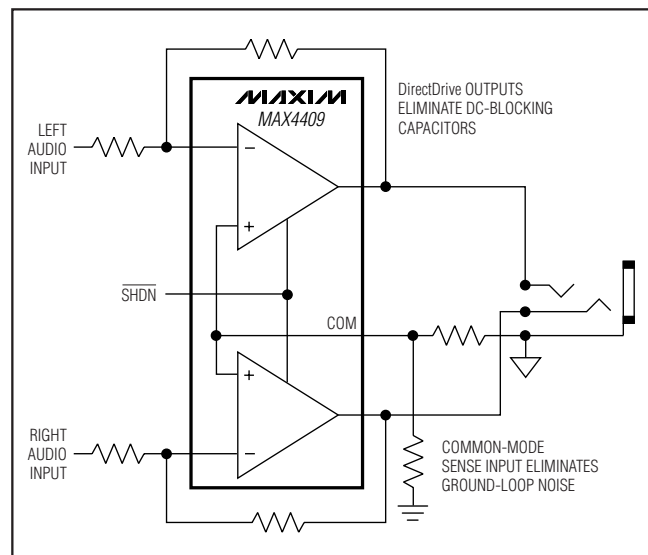 MAXIM
MAX4409
DirectDrive OUTPUTS
ELIMINATE DC-BLOCKING
CAPACITORS
LEFT
AUDIO
INPUT
−
+
SHDN
COM
+
−
RIGHT
AUDIO
INPUT
COMMON-MODE
SENSE INPUT ELIMINATES
GROUND-LOOP NOISE